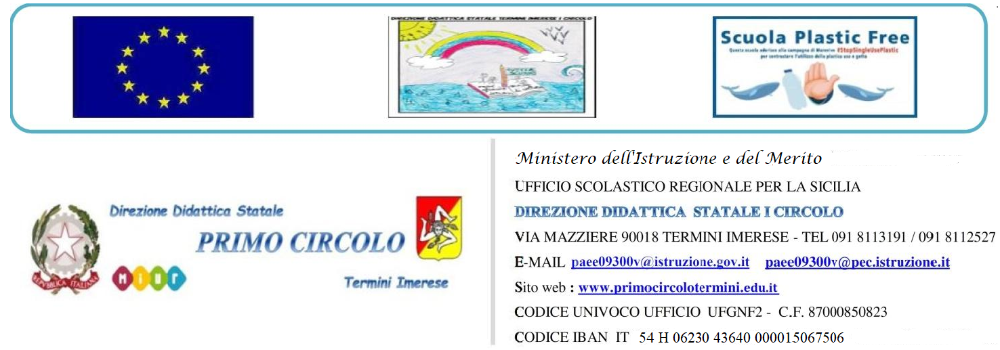 DIREZIONE DIDATTICA STATALE TERMINI IMERESE I CIRCOLO
Scuola Plastic Free
Questa scuola aderisce alla campagna di Marevivo #StopSingleUsePlastic
per contrastare l'utilizzo della plastica usa e getta
Direzione Didattica Statale
PRIMO CIRCOLO
Termini Imerese
REPVBBLICA ITALIANA
MIUR
Ministero dell'Istruzione e del Merito
UFFICIO SCOLASTICO REGIONALE PER LA SICILIA
DIREZIONE DIDATTICA STATALE I CIRCOLO
VIA MAZZIERE 90018 TERMINI IMERESE - TEL 091 8113191 / 091 8112527
E-MAIL paee09300v@istruzione.gov.it paee09300v@pec.istruzione.it
Sito web : www.primocircolotermini.edu.it
CODICE UNIVOCO UFFICIO UFGNF2 - C.F. 87000850823
CODICE IBAN IT 54 H 06230 43640 000015067506